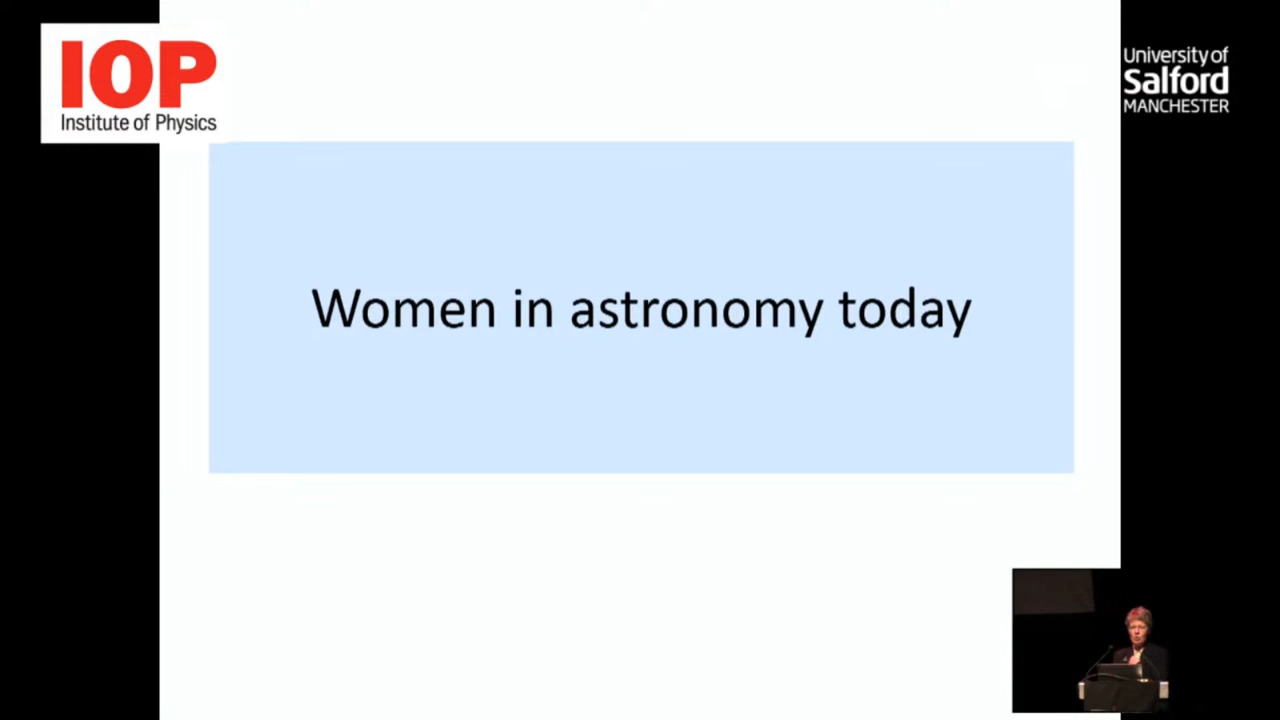 IOP
Institute of Physics
University of
Salford
MANCHESTER
Women in astronomy today